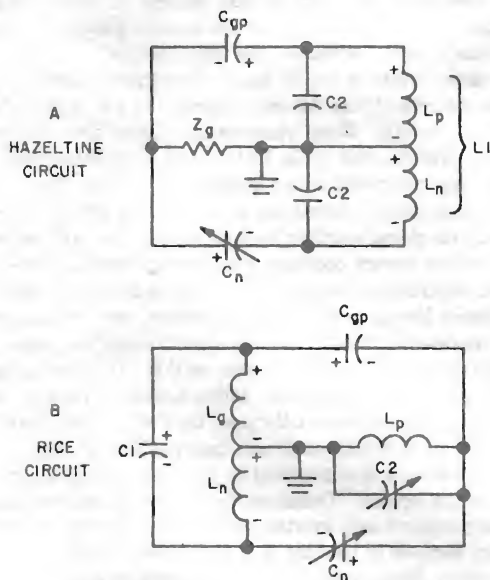 Cgp
- +
A
HAZELTINE
CIRCUIT
Zg
C2
C2
+
Lp
+
Ln
-
L1
-
+
Cn
Cgp
+ -
B
RICE
CIRCUIT
C1
+
-
+
Lg
-
+
Ln
-
Lp
C2
-
+
Cn